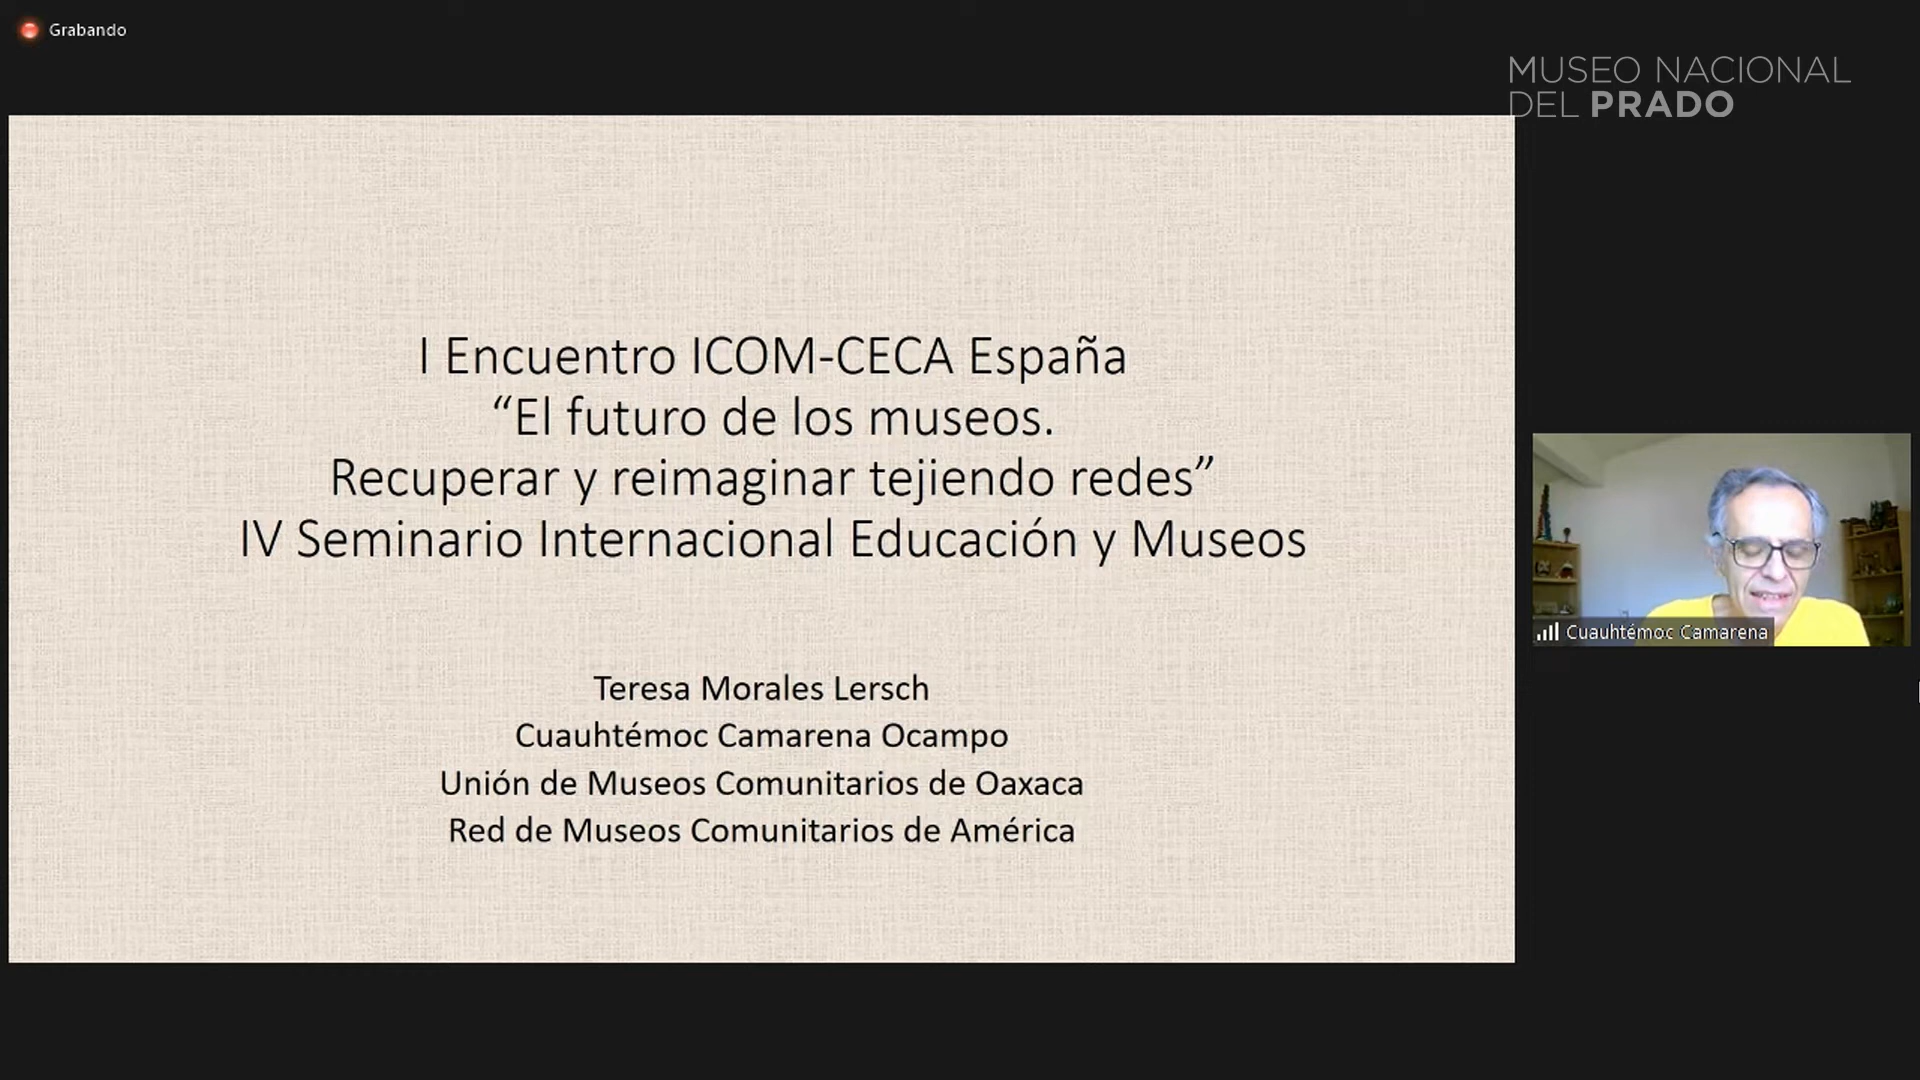 Grabando
MUSEO NACIONAL
DEL PRADO
I Encuentro ICOM-CECA España
“El futuro de los museos.
Recuperar y reimaginar tejiendo redes”
IV Seminario Internacional Educación y Museos
Teresa Morales Lersch
Cuauhtémoc Camarena Ocampo
Unión de Museos Comunitarios de Oaxaca
Red de Museos Comunitarios de América
Cuauhtémoc Camarena